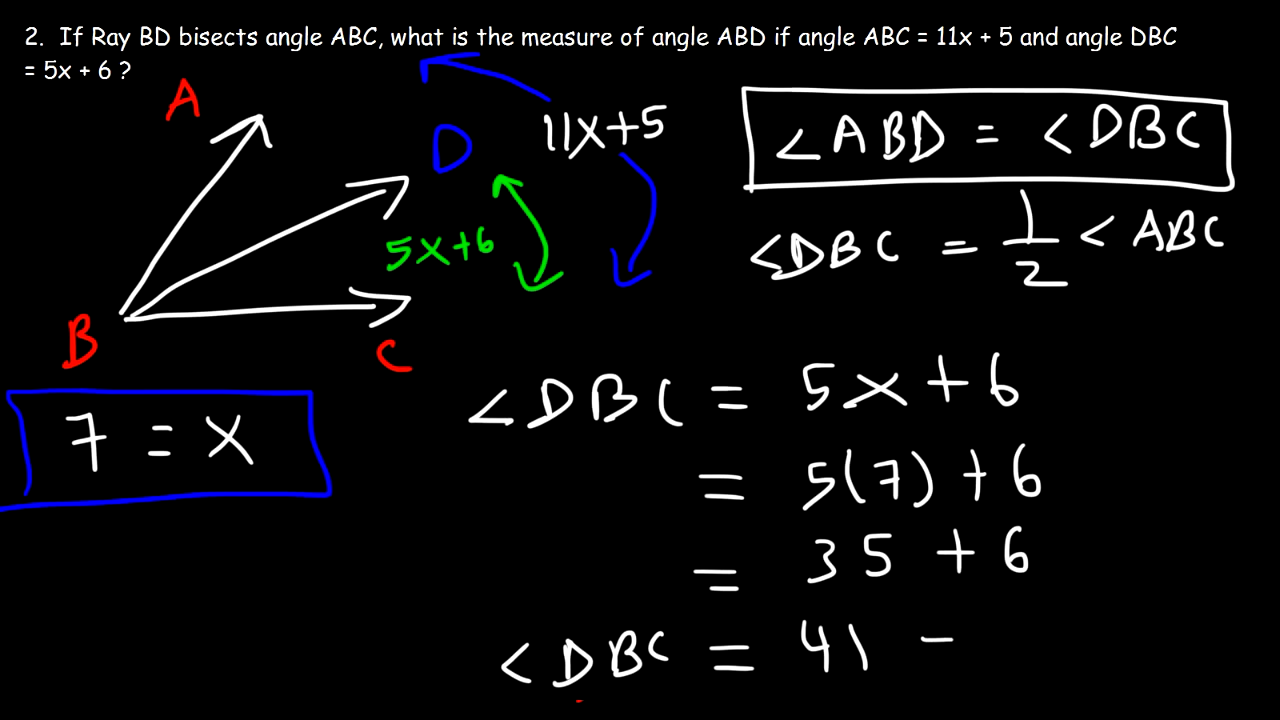 2. If Ray BD bisects angle ABC, what is the measure of angle ABD if angle ABC = 11x + 5 and angle DBC
= 5x + 6 ?
A
D
11x+5
<ABD = <DBC
5x+6
<DBC = 1/2 <ABC
B
C
7 = x
<DBC = 5x + 6
= 5(7) + 6
= 35 + 6
<DBC = 41 -